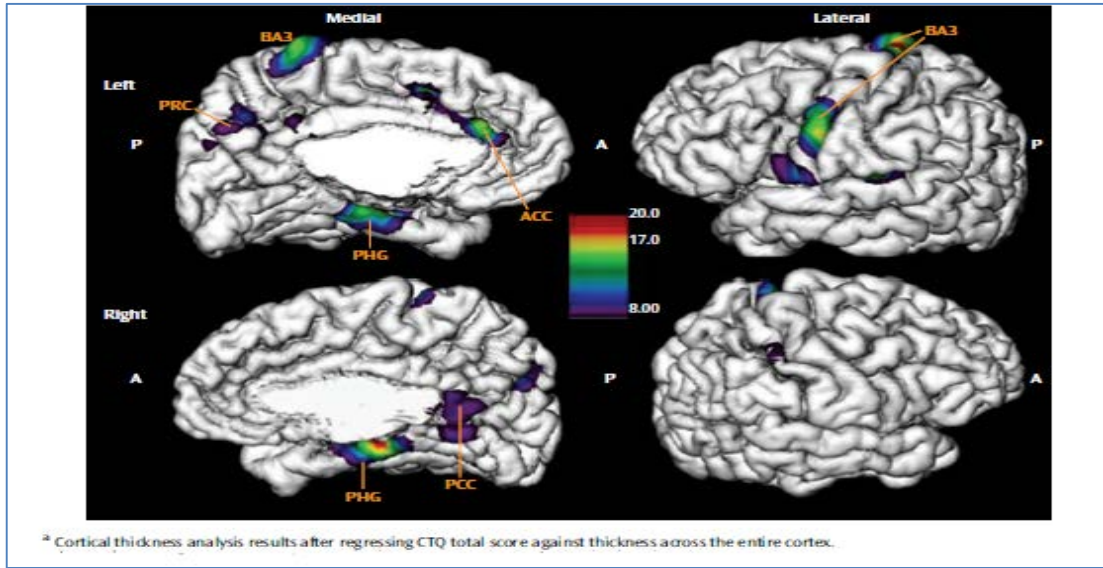 Medial
Lateral
BA3
BA3
Left
PRC
P
A
P
ACC
PHG
20.0
17.0
8.00
Right
A
P
A
PHG
PCC
a Cortical thickness analysis results after regressing CTQ total score against thickness across the entire cortex.